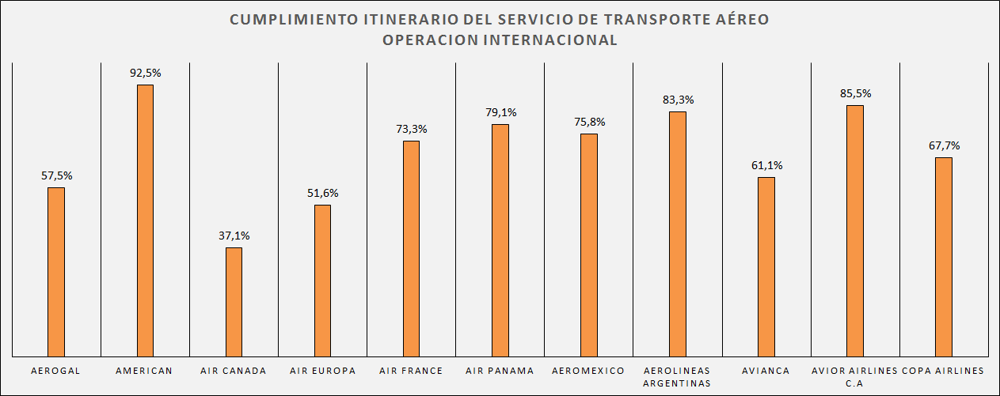 CUMPLIMIENTO ITINERARIO DEL SERVICIO DE TRANSPORTE AÉREO
OPERACION INTERNACIONAL
57,5%
92,5%
37,1%
51,6%
73,3%
79,1%
75,8%
83,3%
61,1%
85,5%
67,7%
AEROGAL
AMERICAN
AIR CANADA
AIR EUROPA
AIR FRANCE
AIR PANAMA
AEROMEXICO
AEROLINEAS
ARGENTINAS
AVIANCA
AVIOR AIRLINES
C.A
COPA AIRLINES